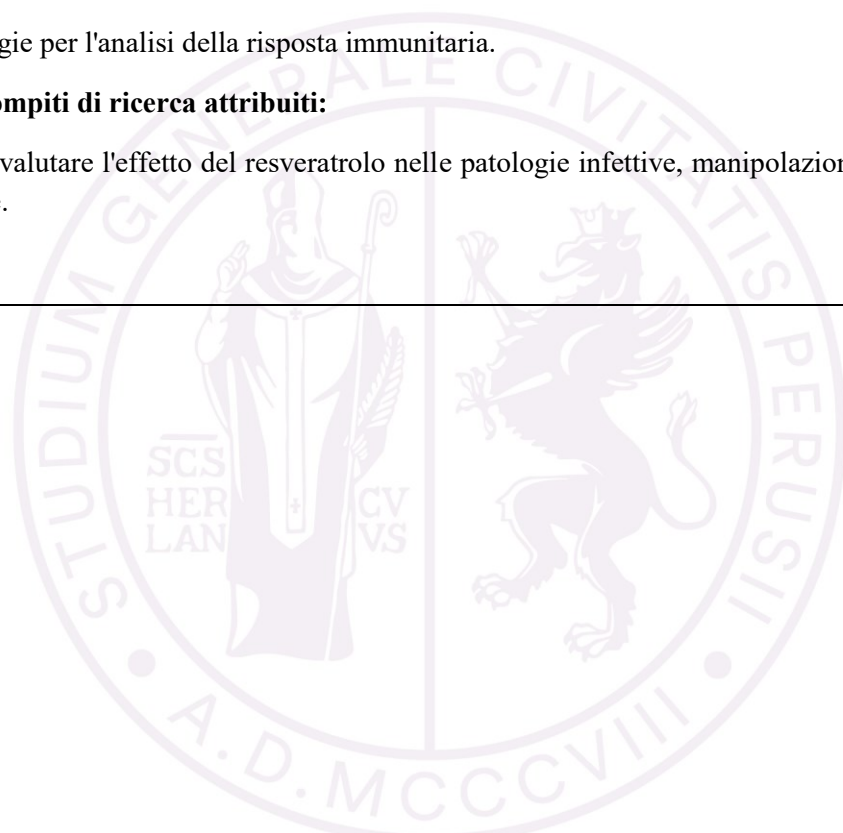 gie per l'analisi della risposta immunitaria.
ompiti di ricerca attribuiti:
valutare l'effetto del resveratrolo nelle patologie infettive, manipolazion
.
STUDIUM GENERALE CIVITATIS PERUSII
SCS
HER
LAN
CV
VS
A.D. MCCCVIII